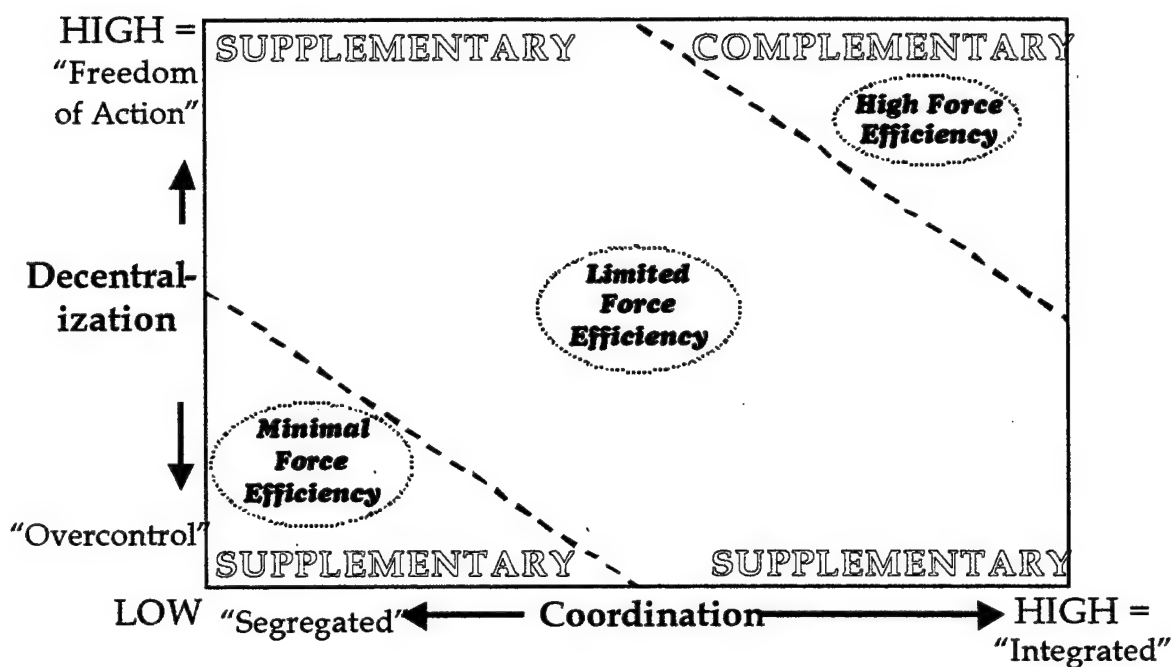 HIGH =
"Freedom
of Action"
SUPPLEMENTARY
COMPLEMENTARY
High Force
Efficiency
Decentral-
ization
Limited
Force
Efficiency
Minimal
Force
Efficiency
"Overcontrol"
SUPPLEMENTARY
SUPPLEMENTARY
LOW
"Segregated"
Coordination
HIGH =
"Integrated"